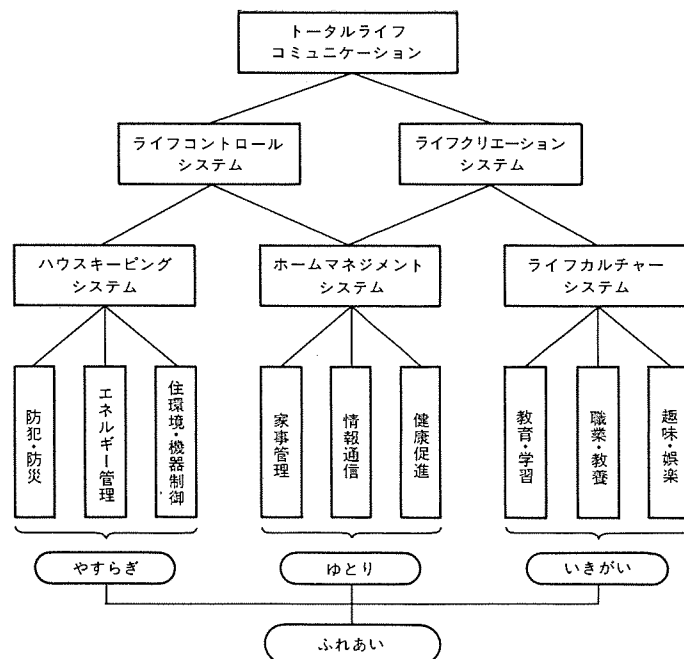 トータルライフ
コミュニケーション
ライフコントロール
システム
ライフクリエーション
システム
ハウスキーピング
システム
ホームマネジメント
システム
ライフカルチャー
システム
防犯・防災
エネルギー管理
住環境・機器制御
家事管理
情報通信
健康促進
教育・学習
職業・教養
趣味・娯楽
やすらぎ
ゆとり
いきがい
ふれあい